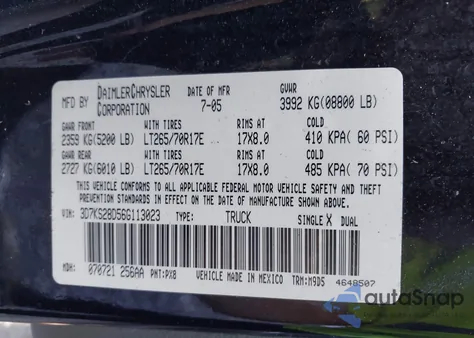 MFD BY DAIMLERCHRYSLER CORPORATION DATE OF MFR 7-05 GVWR 3992 KG(08800 LB)
GAWR FRONT WITH TIRES RIMS AT COLD
2359 KG(5200 LB) LT265/70R17E 17X8.0 410 KPA( 60 PSI)
GAWR REAR WITH TIRES RIMS AT COLD
2727 KG(6010 LB) LT265/70R17E 17X8.0 485 KPA( 70 PSI)
THIS VEHICLE CONFORMS TO ALL APPLICABLE FEDERAL MOTOR VEHICLE SAFETY AND THEFT
PREVENTION STANDARDS IN EFFECT ON THE DATE OF MANUFACTURE SHOWN ABOVE.
VIN: 3D7KS28D56G113023 TYPE: TRUCK SINGLE X DUAL
MDH: 070721 256AA PNT:PX8 VEHICLE MADE IN MEXICO TRM:M9D5 4648507
autaSnap